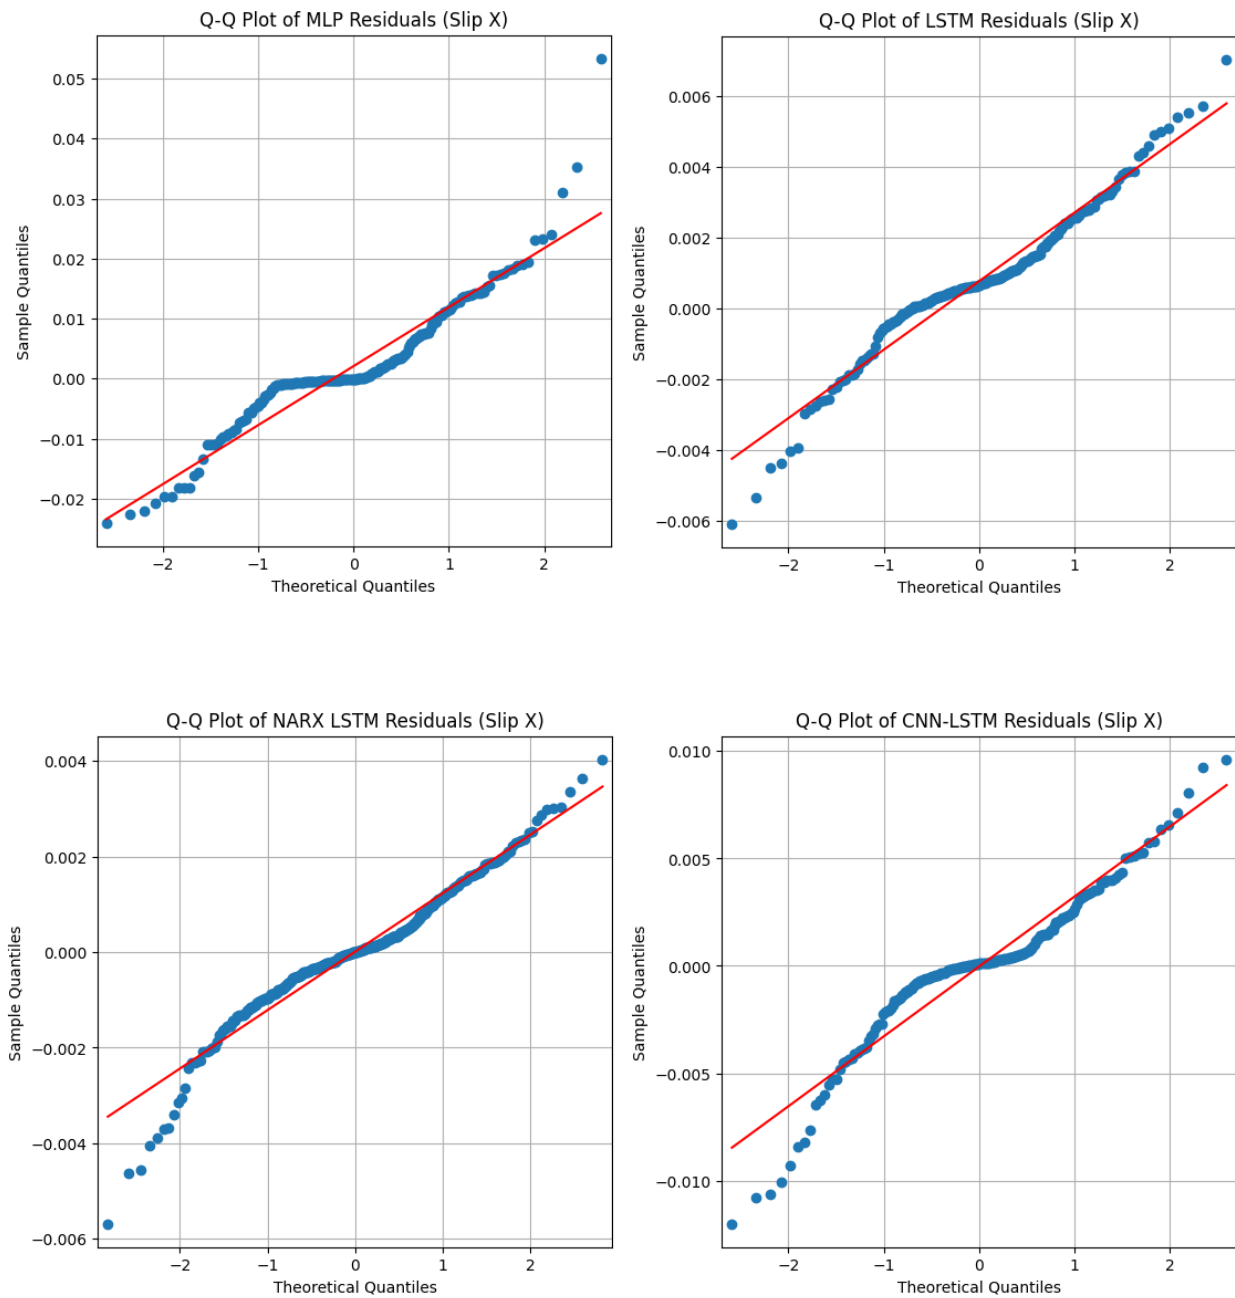 Q-Q Plot of MLP Residuals (Slip X)
0.05
0.04
0.03
0.02
0.01
0.00
−0.01
−0.02
Sample Quantiles
−2 −1 0 1 2
Theoretical Quantiles
Q-Q Plot of LSTM Residuals (Slip X)
0.006
0.004
0.002
0.000
−0.002
−0.004
−0.006
Sample Quantiles
−2 −1 0 1 2
Theoretical Quantiles
Q-Q Plot of NARX LSTM Residuals (Slip X)
0.004
0.002
0.000
−0.002
−0.004
−0.006
Sample Quantiles
−2 −1 0 1 2
Theoretical Quantiles
Q-Q Plot of CNN-LSTM Residuals (Slip X)
0.010
0.005
0.000
−0.005
−0.010
Sample Quantiles
−2 −1 0 1 2
Theoretical Quantiles